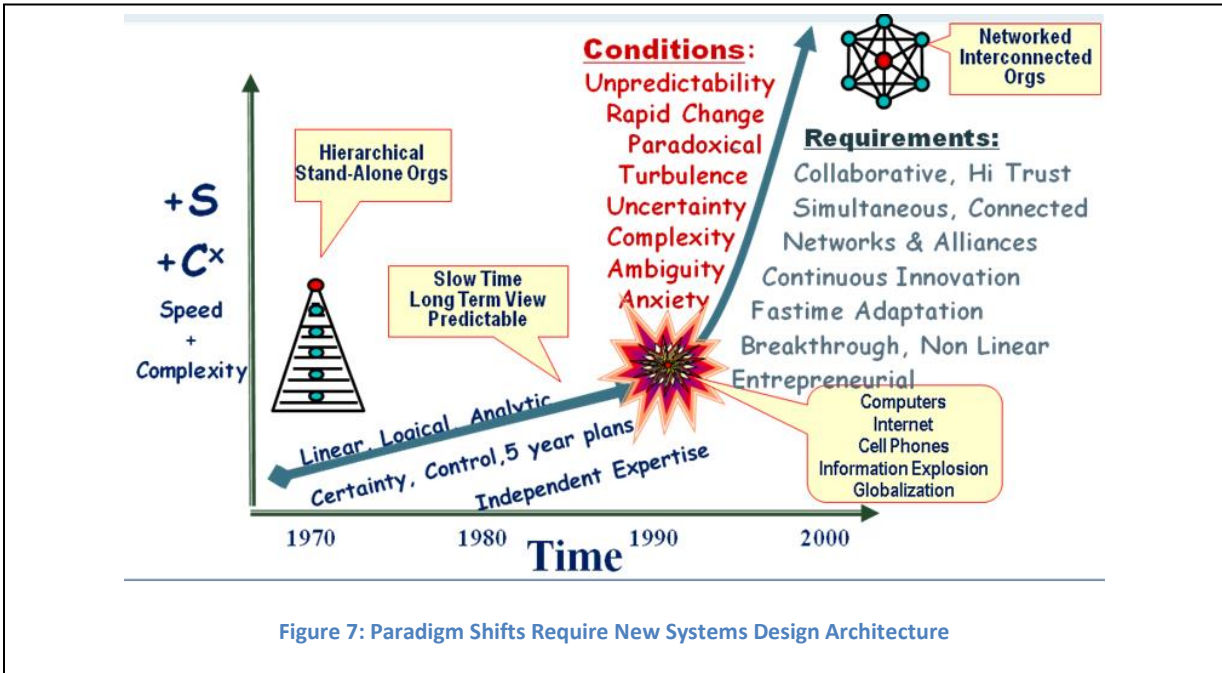 Conditions:
Unpredictability
Rapid Change
Paradoxical
Turbulence
Uncertainty
Complexity
Ambiguity
Anxiety
Networked
Interconnected
Orgs
Requirements:
Collaborative, Hi Trust
Simultaneous, Connected
Networks & Alliances
Continuous Innovation
Fastime Adaptation
Breakthrough, Non Linear
Entrepreneurial
Hierarchical
Stand-Alone Orgs
+S
+Cˣ
Speed
+
Complexity
Slow Time
Long Term View
Predictable
Linear, Logical, Analytic
Certainty, Control,5 year plans
Independent Expertise
Computers
Internet
Cell Phones
Information Explosion
Globalization
1970
1980
1990
2000
Time
Figure 7: Paradigm Shifts Require New Systems Design Architecture